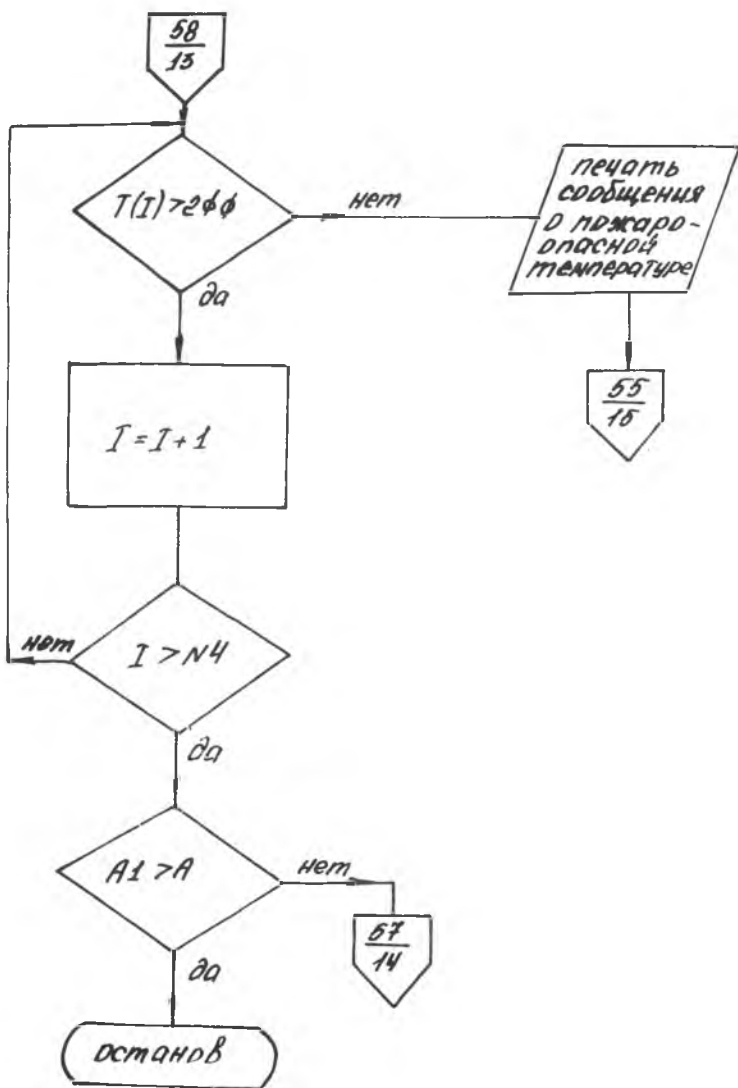 58
13
T(I)>2ϕϕ
нет
печать
сообщения
о пожаро-
опасной
температуре
да
55
15
I = I + 1
нет
I > N4
да
A1 > A
нет
57
14
да
останов